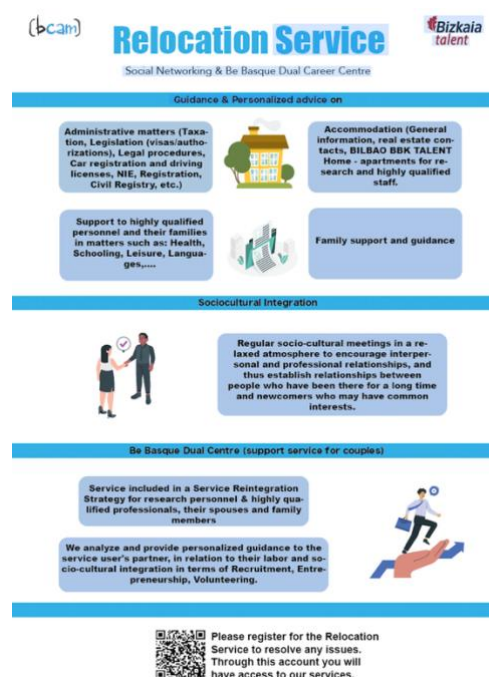 (bcam)
Relocation Service
Bizkaia
talent
Social Networking & Be Basque Dual Career Centre
Guidance & Personalized advice on
Administrative matters (Taxa-
tion, Legislation (visas/autho-
rizations), Legal procedures,
Car registration and driving
licenses, NIE, Registration,
Civil Registry, etc.)
Accommodation (General
information, real estate con-
tacts, BILBAO BBK TALENT
Home - apartments for re-
search and highly qualified
staff.
Support to highly qualified
personnel and their families
in matters such as: Health,
Schooling, Leisure, Langua-
ges,....
Family support and guidance
Sociocultural Integration
Regular socio-cultural meetings in a re-
laxed atmosphere to encourage interper-
sonal and professional relationships, and
thus establish relationships between
people who have been there for a long time
and newcomers who may have common
interests.
Be Basque Dual Centre (support service for couples)
Service included in a Service Reintegration
Strategy for research personnel & highly qua-
lified professionals, their spouses and family
members
We analyze and provide personalized guidance to the
service user's partner, in relation to their labor and so-
cio-cultural integration in terms of Recruitment, Entre-
preneurship, Volunteering.
Please register for the Relocation
Service to resolve any issues.
Through this account you will
have access to our services.